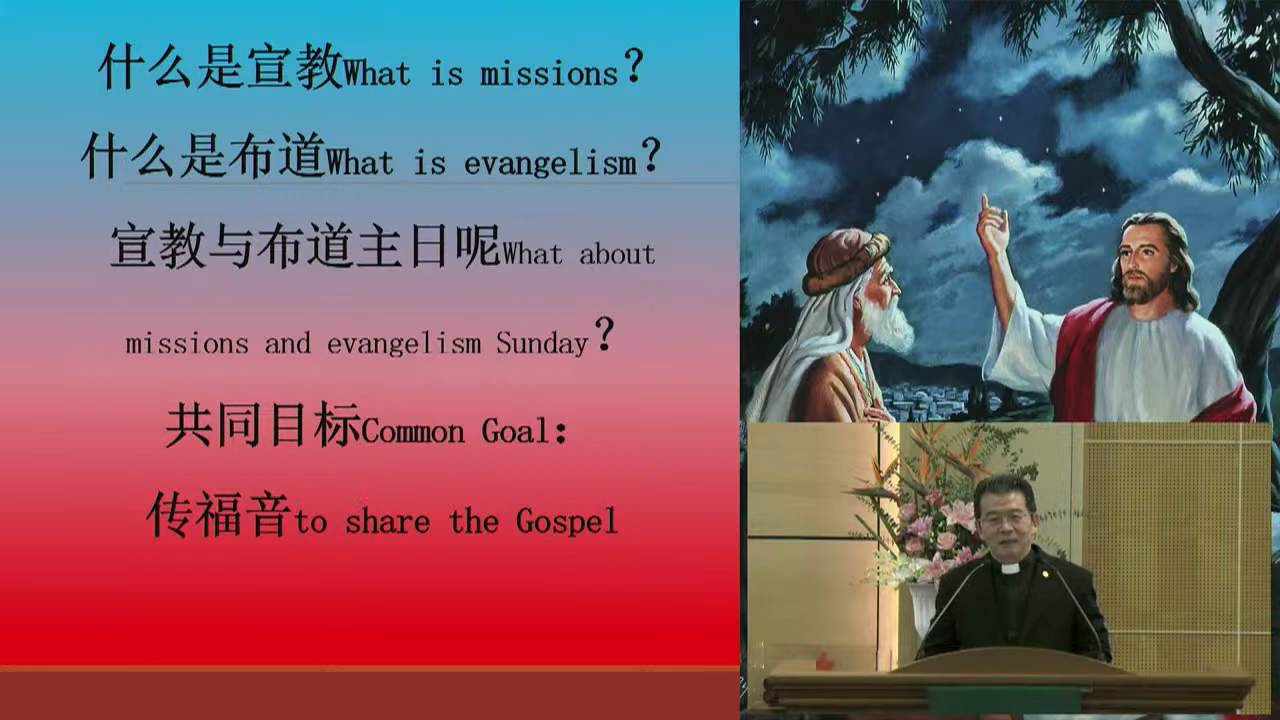 什么是宣教What is missions？
什么是布道What is evangelism？
宣教与布道主日呢What about
missions and evangelism Sunday？
共同目标Common Goal：
传福音to share the Gospel